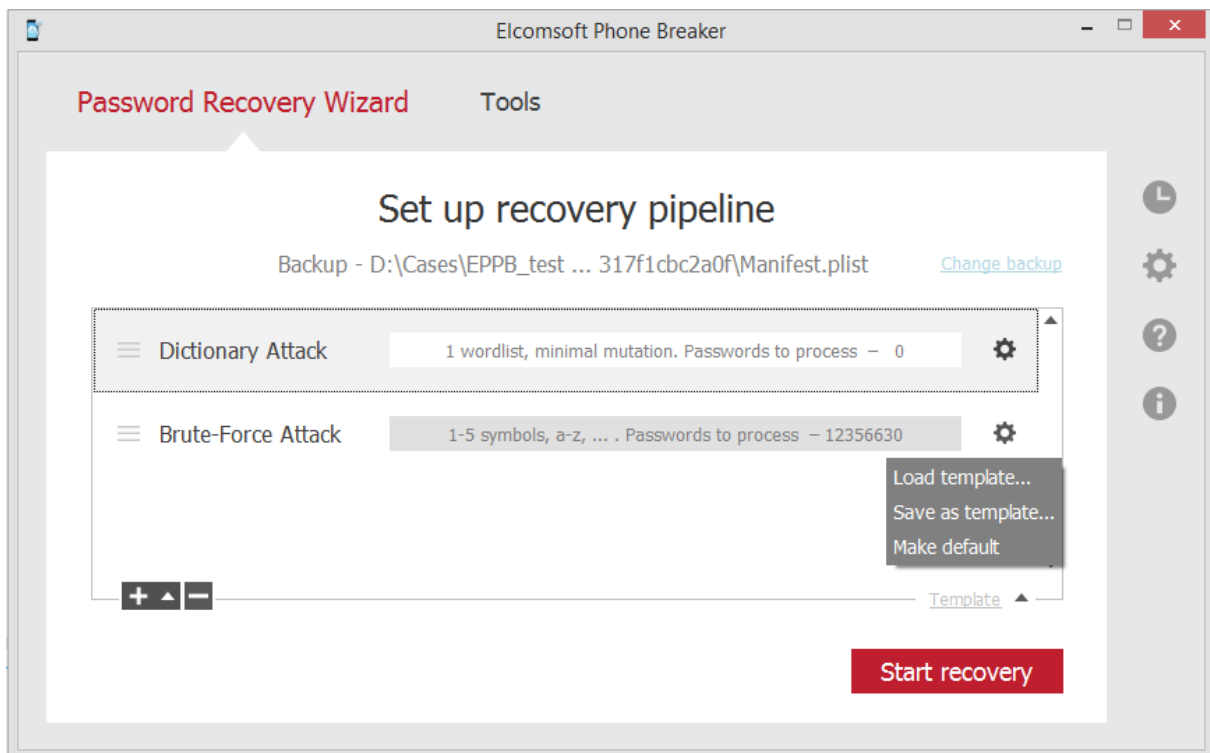 Elcomsoft Phone Breaker
Password Recovery Wizard Tools
Set up recovery pipeline
Backup - D:\Cases\EPPB_test ... 317f1cbc2a0f\Manifest.plist Change backup
Dictionary Attack 1 wordlist, minimal mutation. Passwords to process – 0
Brute-Force Attack 1-5 symbols, a-z, ... . Passwords to process – 12356630
Load template...
Save as template...
Make default
Template
Start recovery